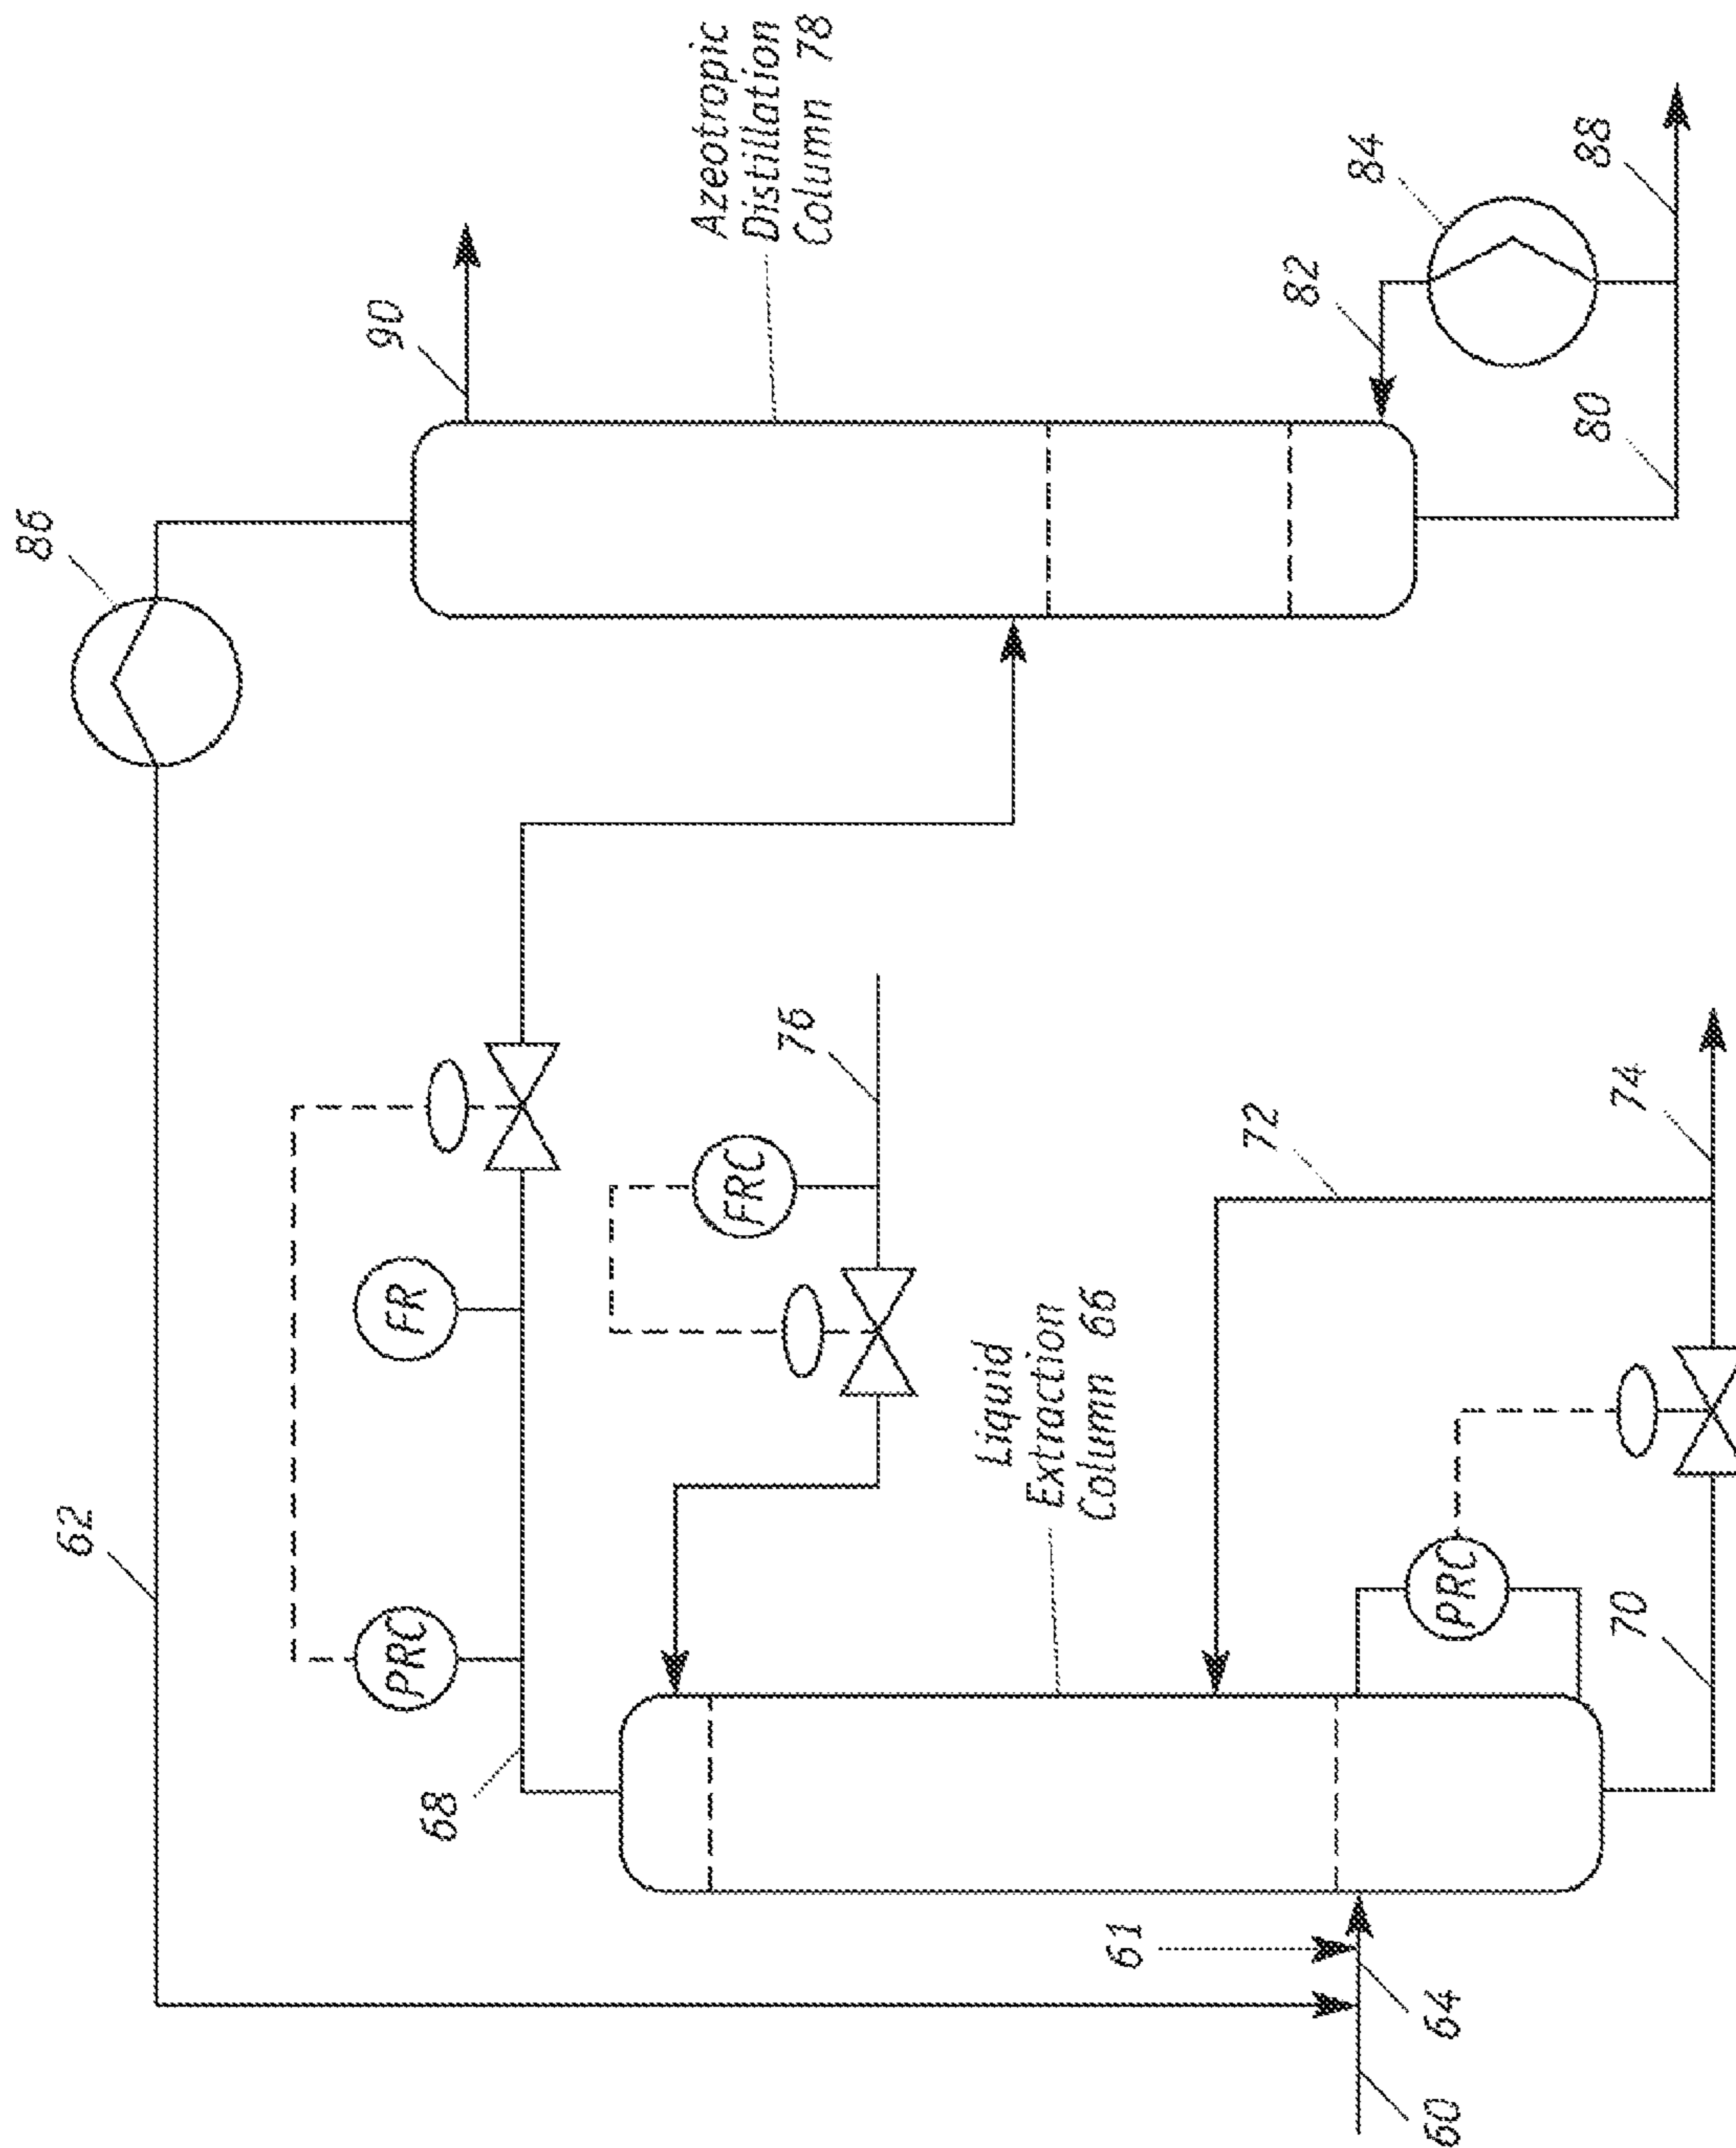 86
62
90
Azeotropic
Distillation
Column 78
PRC
FR
68
FRC
76
Liquid
Extraction
Column 66
61
60
64
72
PRC
70
74
82
84
80
88